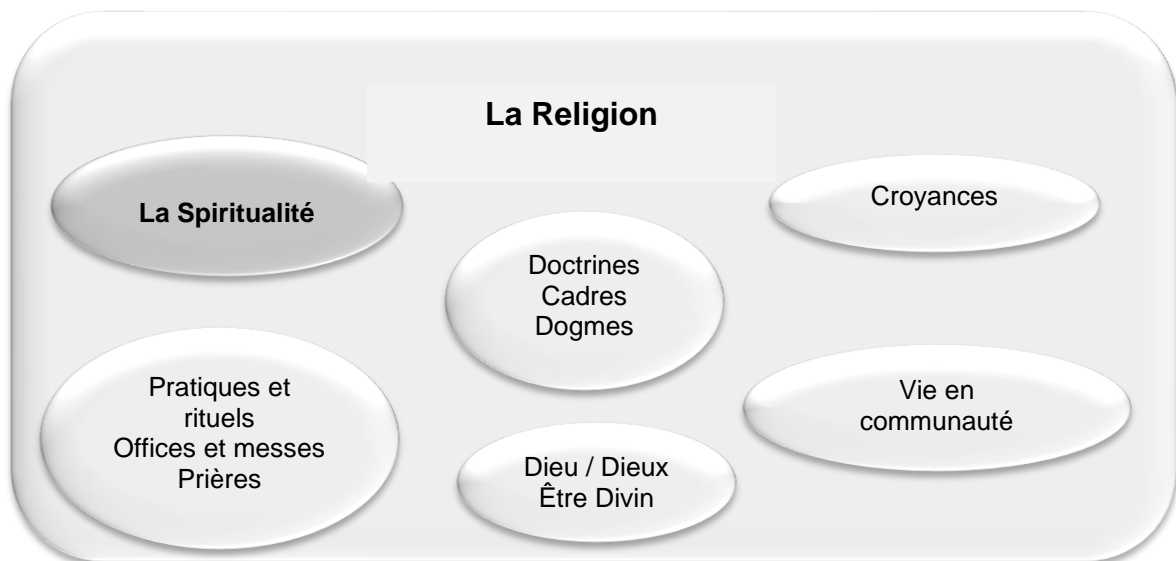 La Religion
La Spiritualité
Croyances
Doctrines
Cadres
Dogmes
Pratiques et
rituels
Offices et messes
Prières
Vie en
communauté
Dieu / Dieux
Être Divin